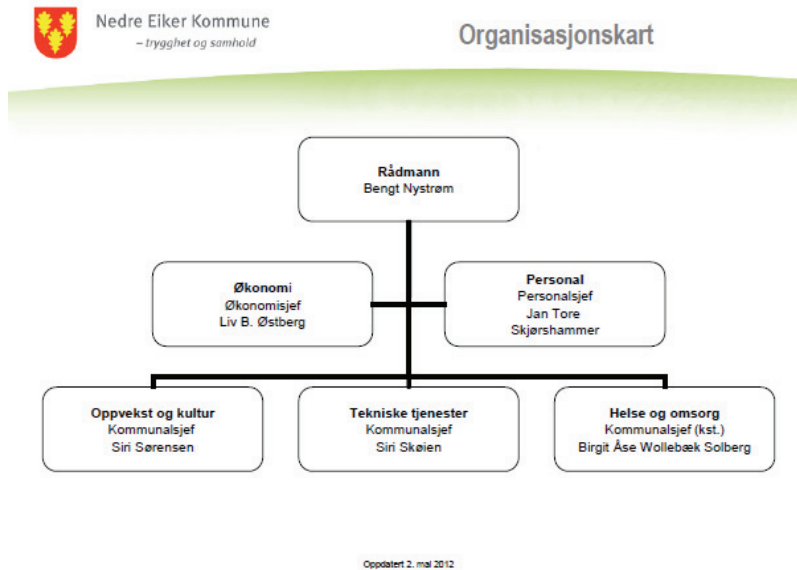 Nedre Eiker Kommune
– trygghet og samhold
Organisasjonskart
Rådmann
Bengt Nystrøm
Økonomi
Økonomisjef
Liv B. Østberg
Personal
Personalsjef
Jan Tore
Skjørshammer
Oppvekst og kultur
Kommunalsjef
Siri Sørensen
Tekniske tjenester
Kommunalsjef
Siri Skøien
Helse og omsorg
Kommunalsjef (kst.)
Birgit Åse Wollebæk Solberg
Oppdatert 2. mai 2012